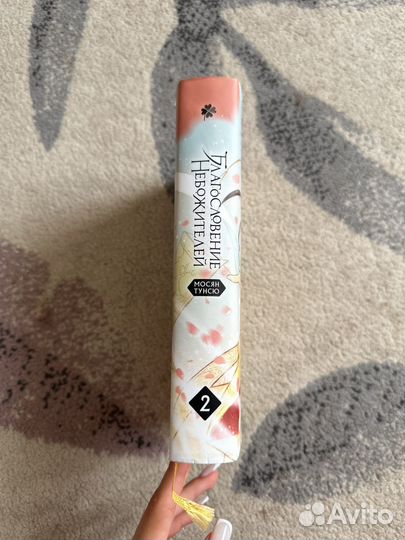 Благословение
Небожителей
МОСЯН
ТУНСЮ
2
Avito